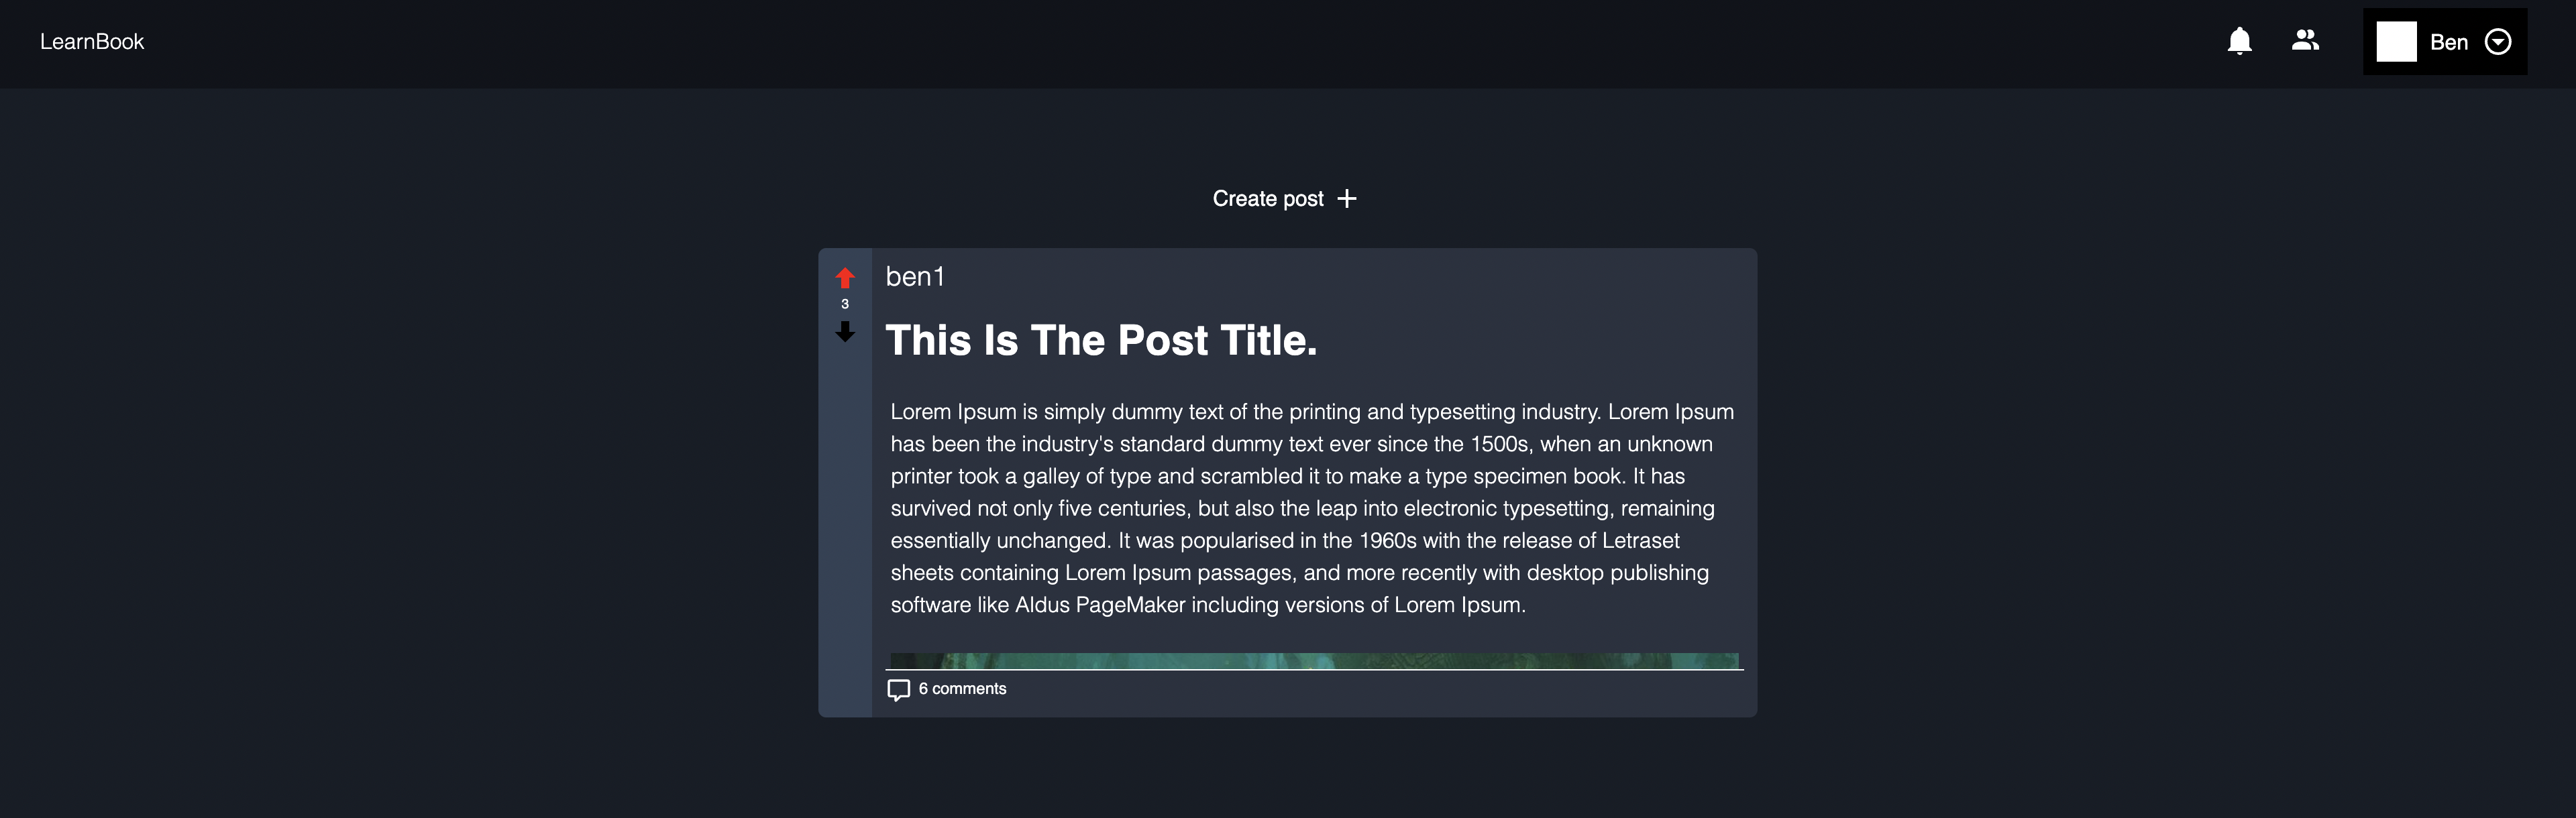 LearnBook
Ben
Create post
ben1
3
This Is The Post Title.
Lorem Ipsum is simply dummy text of the printing and typesetting industry. Lorem Ipsum
has been the industry's standard dummy text ever since the 1500s, when an unknown
printer took a galley of type and scrambled it to make a type specimen book. It has
survived not only five centuries, but also the leap into electronic typesetting, remaining
essentially unchanged. It was popularised in the 1960s with the release of Letraset
sheets containing Lorem Ipsum passages, and more recently with desktop publishing
software like Aldus PageMaker including versions of Lorem Ipsum.
6 comments